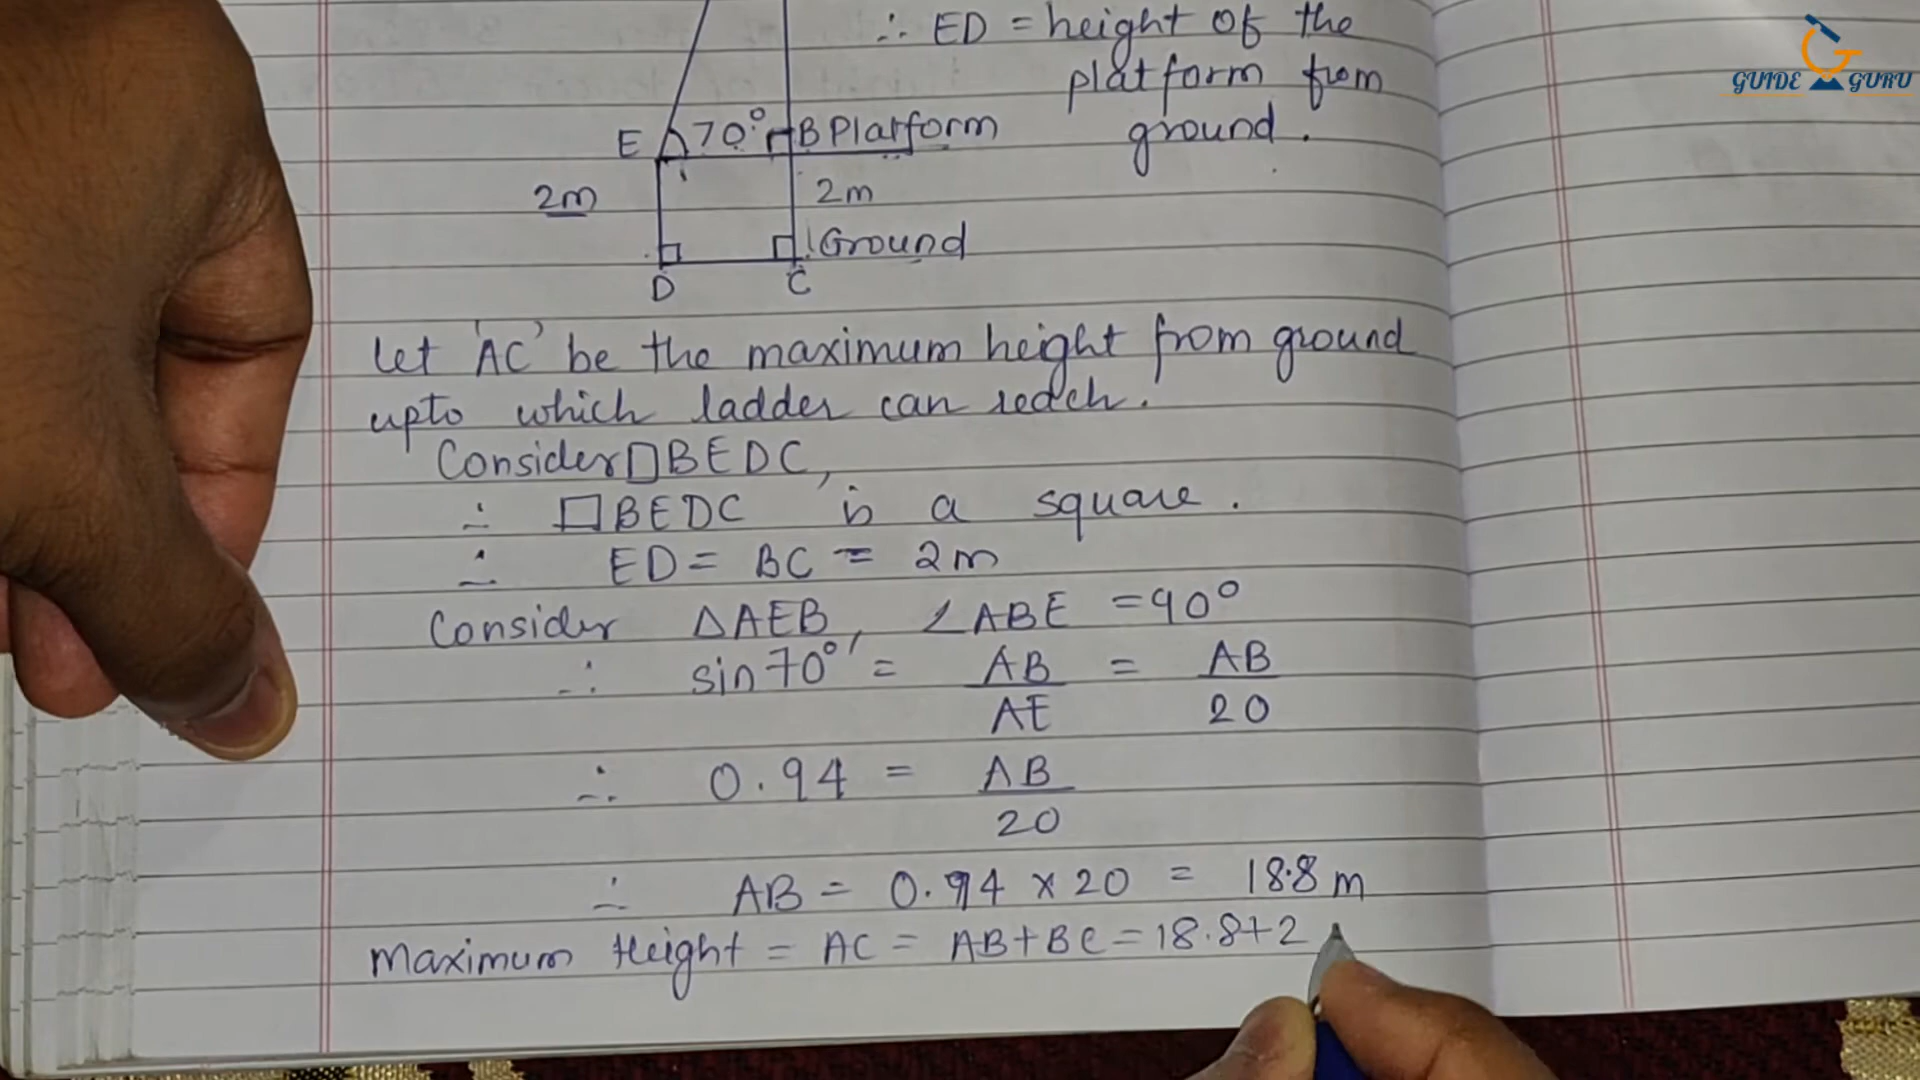 ∴ ED = height of the
platform from
ground.
GUIDE GURU
E 70° B Platform
2m
2m
Ground
D
C
Let 'AC' be the maximum height from ground
upto which ladder can reach.
Consider □BEDC,
∴ □BEDC is a square.
∴ ED = BC = 2m
Consider △AEB, ∠ABE = 90°
∴ sin 70° = AB/AE = AB/20
∴ 0.94 = AB/20
∴ AB = 0.94 × 20 = 18.8 m
Maximum Height = AC = AB+BC = 18.8+2